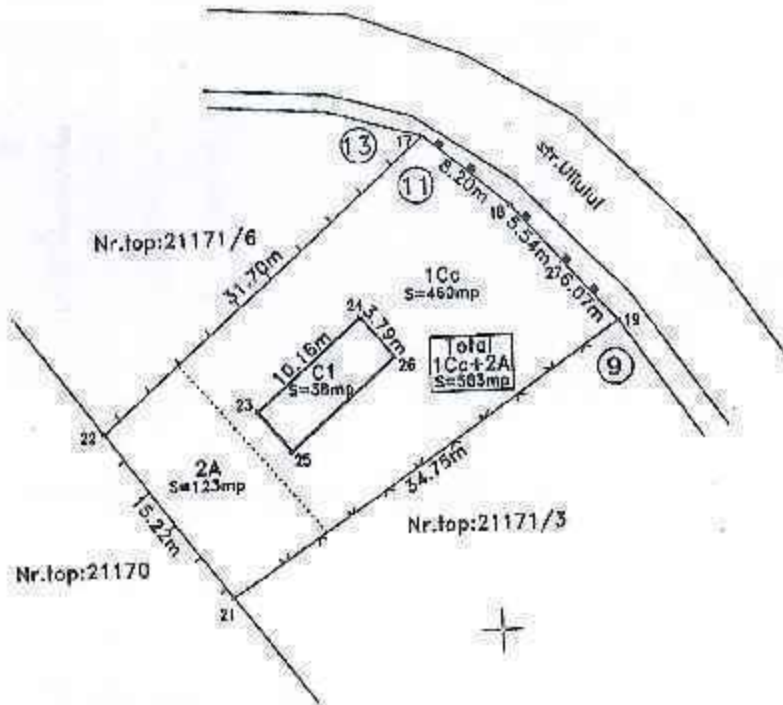 str.Uliului
13
17
11
8.20m
18
5.54m
27
6.07m
19
9
Nr.top:21171/6
31.70m
1Cc
S=460mp
24
3.79m
26
10.16m
C1
S=38mp
Total
1Cc+2A
S=583mp
23
25
22
2A
S=123mp
34.75m
15.22m
Nr.top:21171/3
Nr.top:21170
21